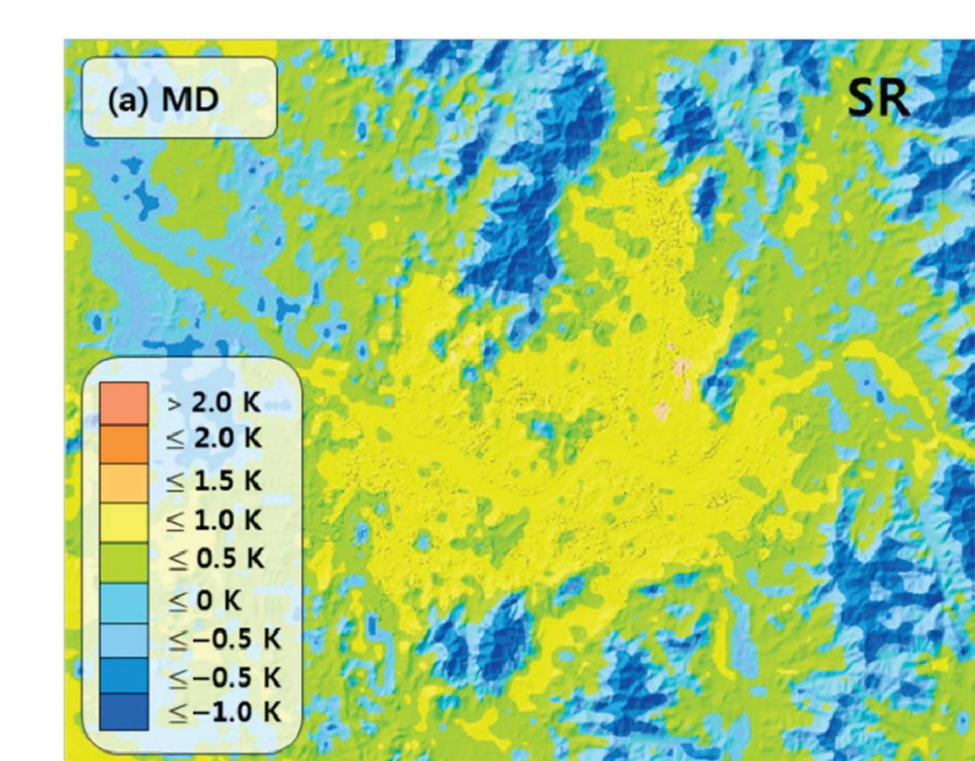 (a) MD
SR
> 2.0 K
≤ 2.0 K
≤ 1.5 K
≤ 1.0 K
≤ 0.5 K
≤ 0 K
≤ −0.5 K
≤ −0.5 K
≤ −1.0 K